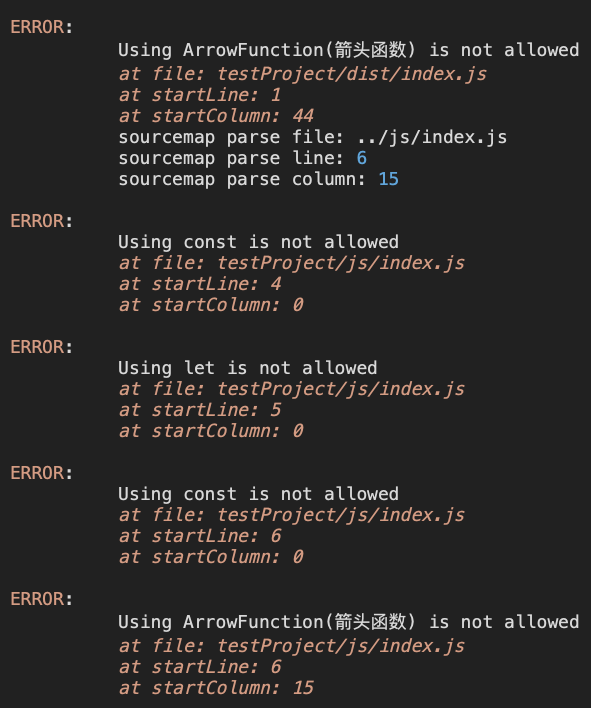 ERROR:
Using ArrowFunction(箭头函数) is not allowed
at file: testProject/dist/index.js
at startLine: 1
at startColumn: 44
sourcemap parse file: ../js/index.js
sourcemap parse line: 6
sourcemap parse column: 15
ERROR:
Using const is not allowed
at file: testProject/js/index.js
at startLine: 4
at startColumn: 0
ERROR:
Using let is not allowed
at file: testProject/js/index.js
at startLine: 5
at startColumn: 0
ERROR:
Using const is not allowed
at file: testProject/js/index.js
at startLine: 6
at startColumn: 0
ERROR:
Using ArrowFunction(箭头函数) is not allowed
at file: testProject/js/index.js
at startLine: 6
at startColumn: 15